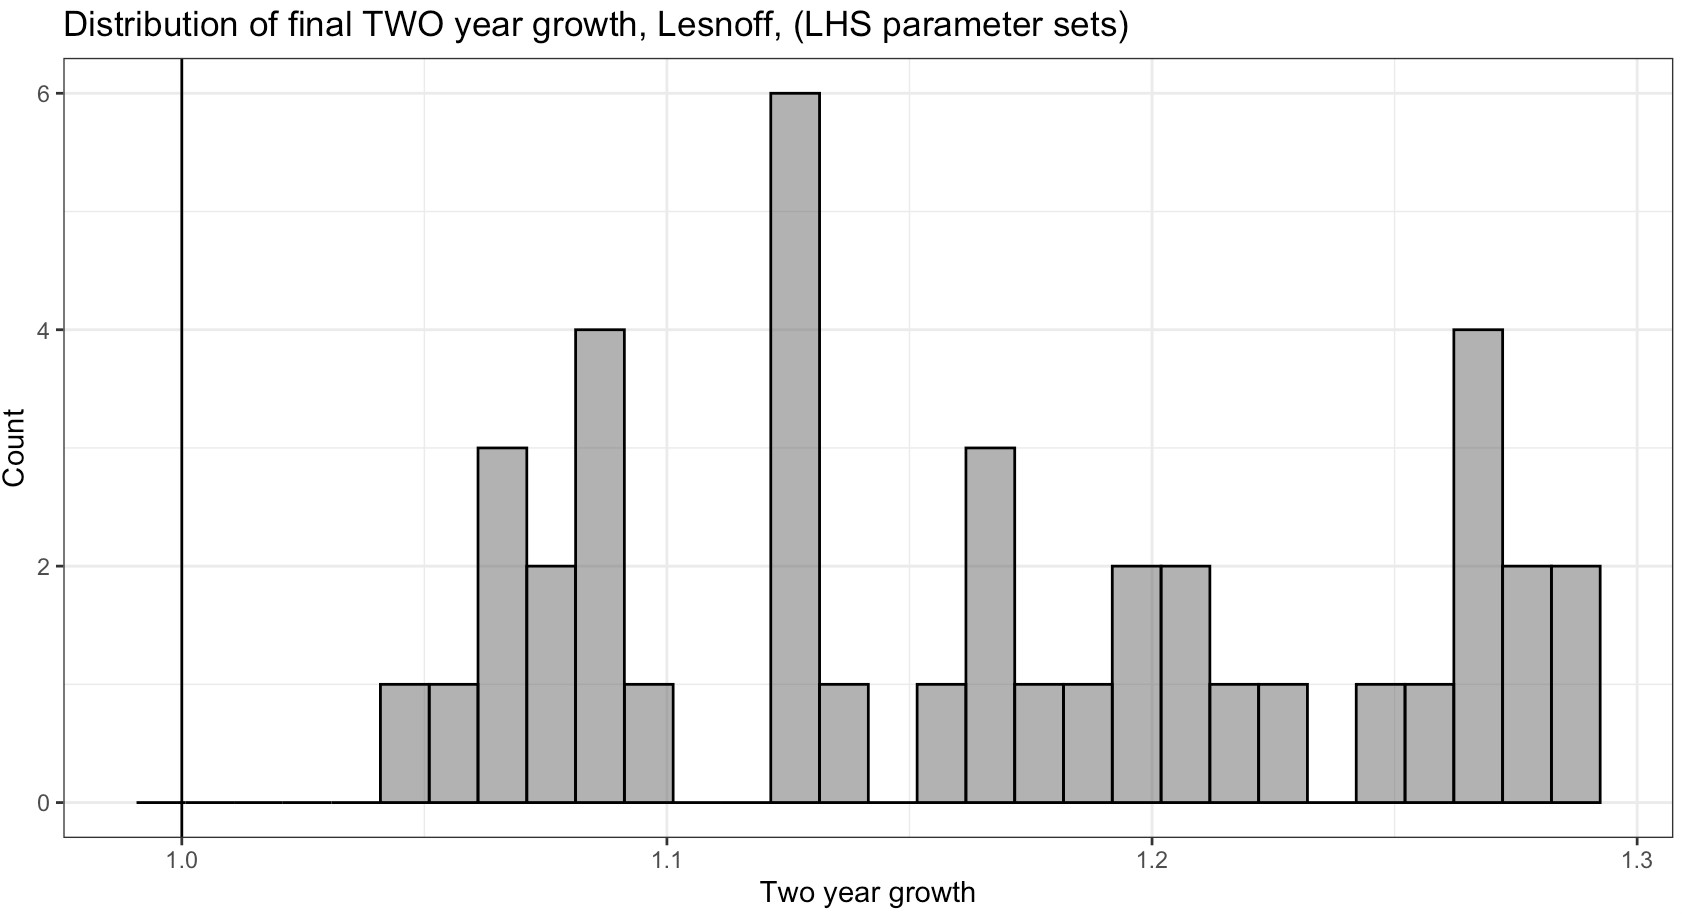 Distribution of final TWO year growth, Lesnoff, (LHS parameter sets)
6
4
2
0
Count
1.0
1.1
1.2
1.3
Two year growth